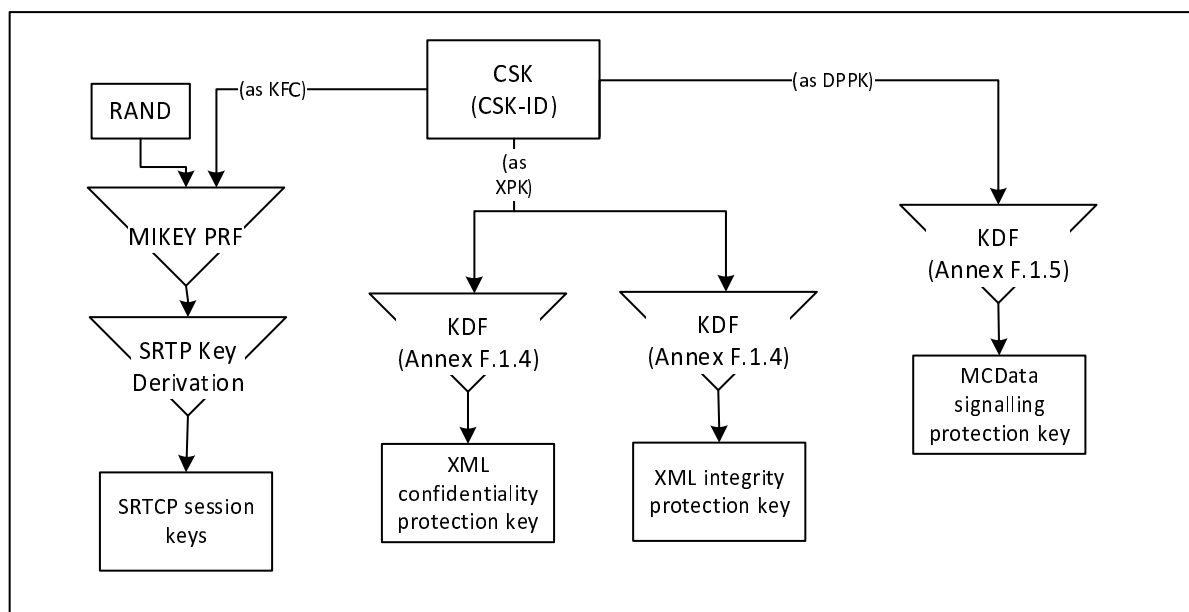 CSK
(CSK-ID)
(as KFC)
(as DPPK)
RAND
(as
XPK)
MIKEY PRF
KDF
(Annex F.1.5)
KDF
(Annex F.1.4)
KDF
(Annex F.1.4)
SRTP Key
Derivation
MCData
signalling
protection key
XML
confidentiality
protection key
XML integrity
protection key
SRTCP session
keys